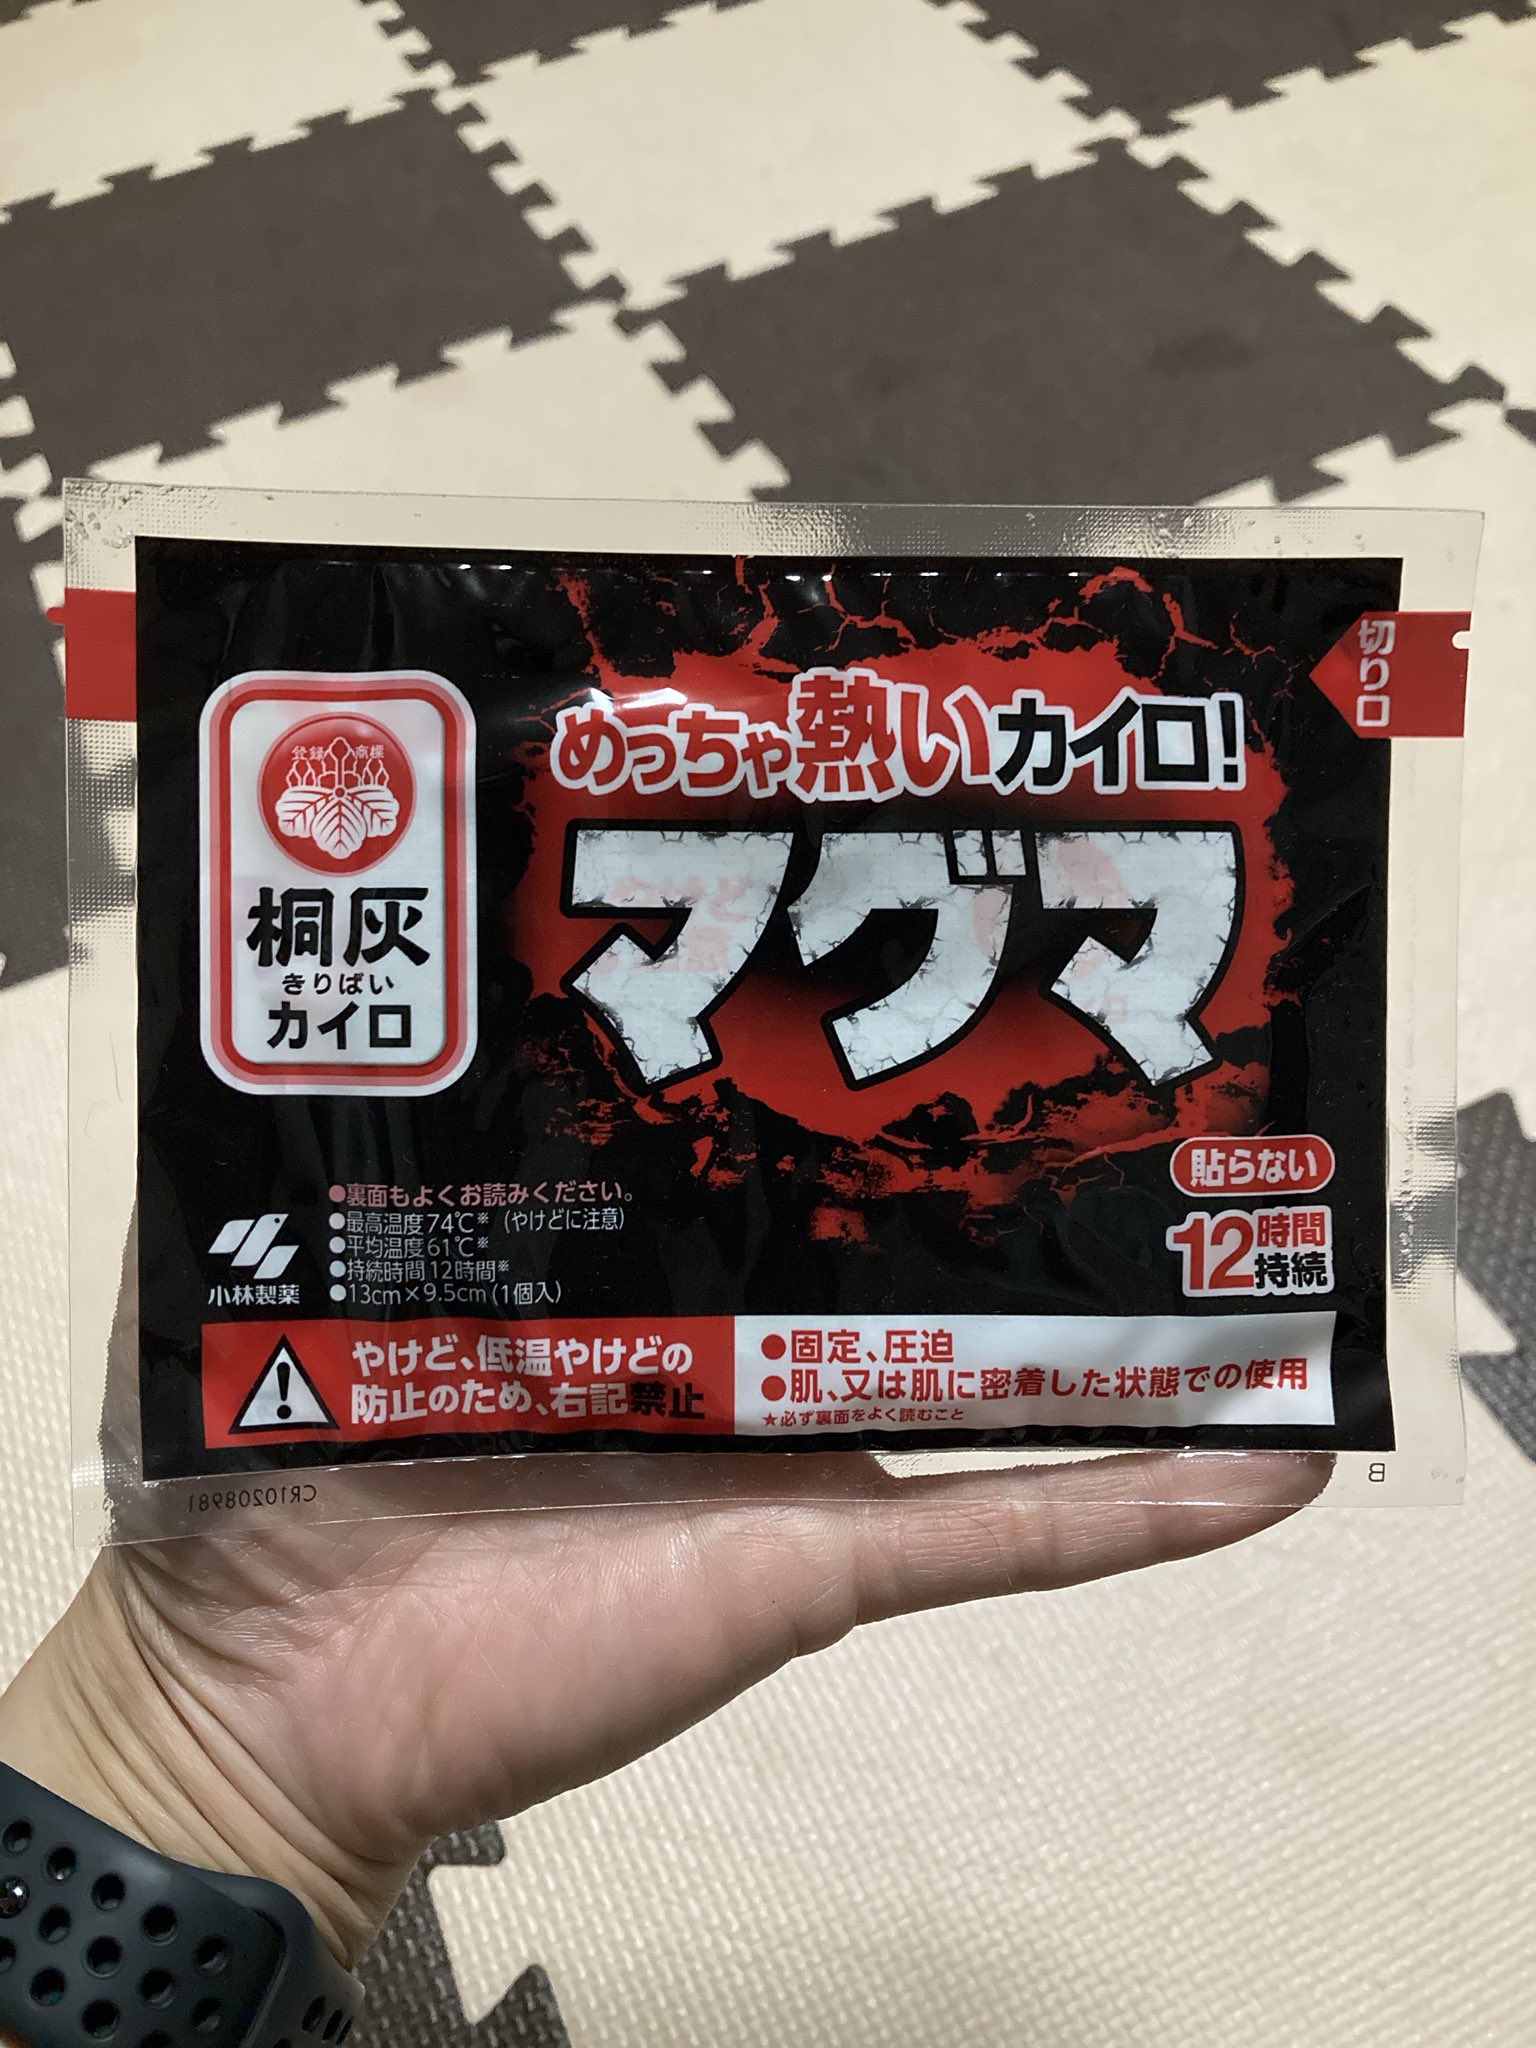 切り口
めっちゃ熱いカイロ!
マグマ
登録 商標
桐灰
きりばい
カイロ
貼らない
12時間
持続
●裏面もよくお読みください。
●最高温度74℃※ (やけどに注意)
●平均温度61℃※
●持続時間12時間※
●13cm×9.5cm(1個入)
小林製薬
やけど、低温やけどの
防止のため、右記禁止
●固定、圧迫
●肌、又は肌に密着した状態での使用
★必ず裏面をよく読むこと
CR10208981
B